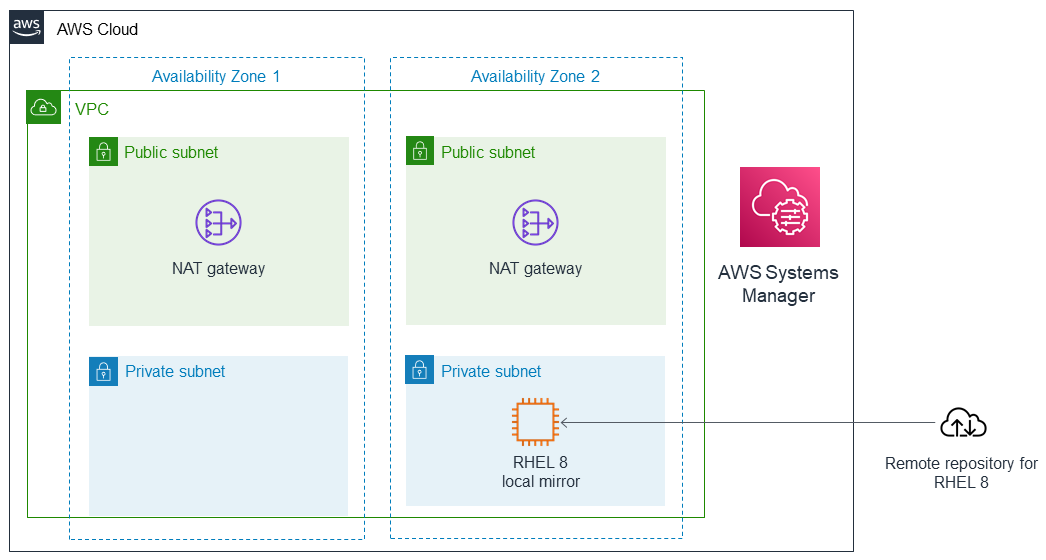 aws
AWS Cloud
Availability Zone 1
Availability Zone 2
VPC
Public subnet
Public subnet
NAT gateway
NAT gateway
AWS Systems
Manager
Private subnet
Private subnet
RHEL 8
local mirror
Remote repository for
RHEL 8